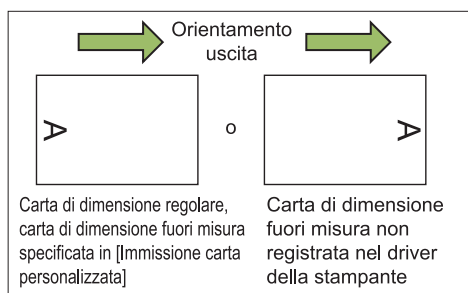 Orientamento
uscita
A
o
A
Carta di dimensione regolare,
carta di dimensione fuori misura
specificata in [Immissione carta
personalizzata]
Carta di dimensione
fuori misura non
registrata nel driver
della stampante